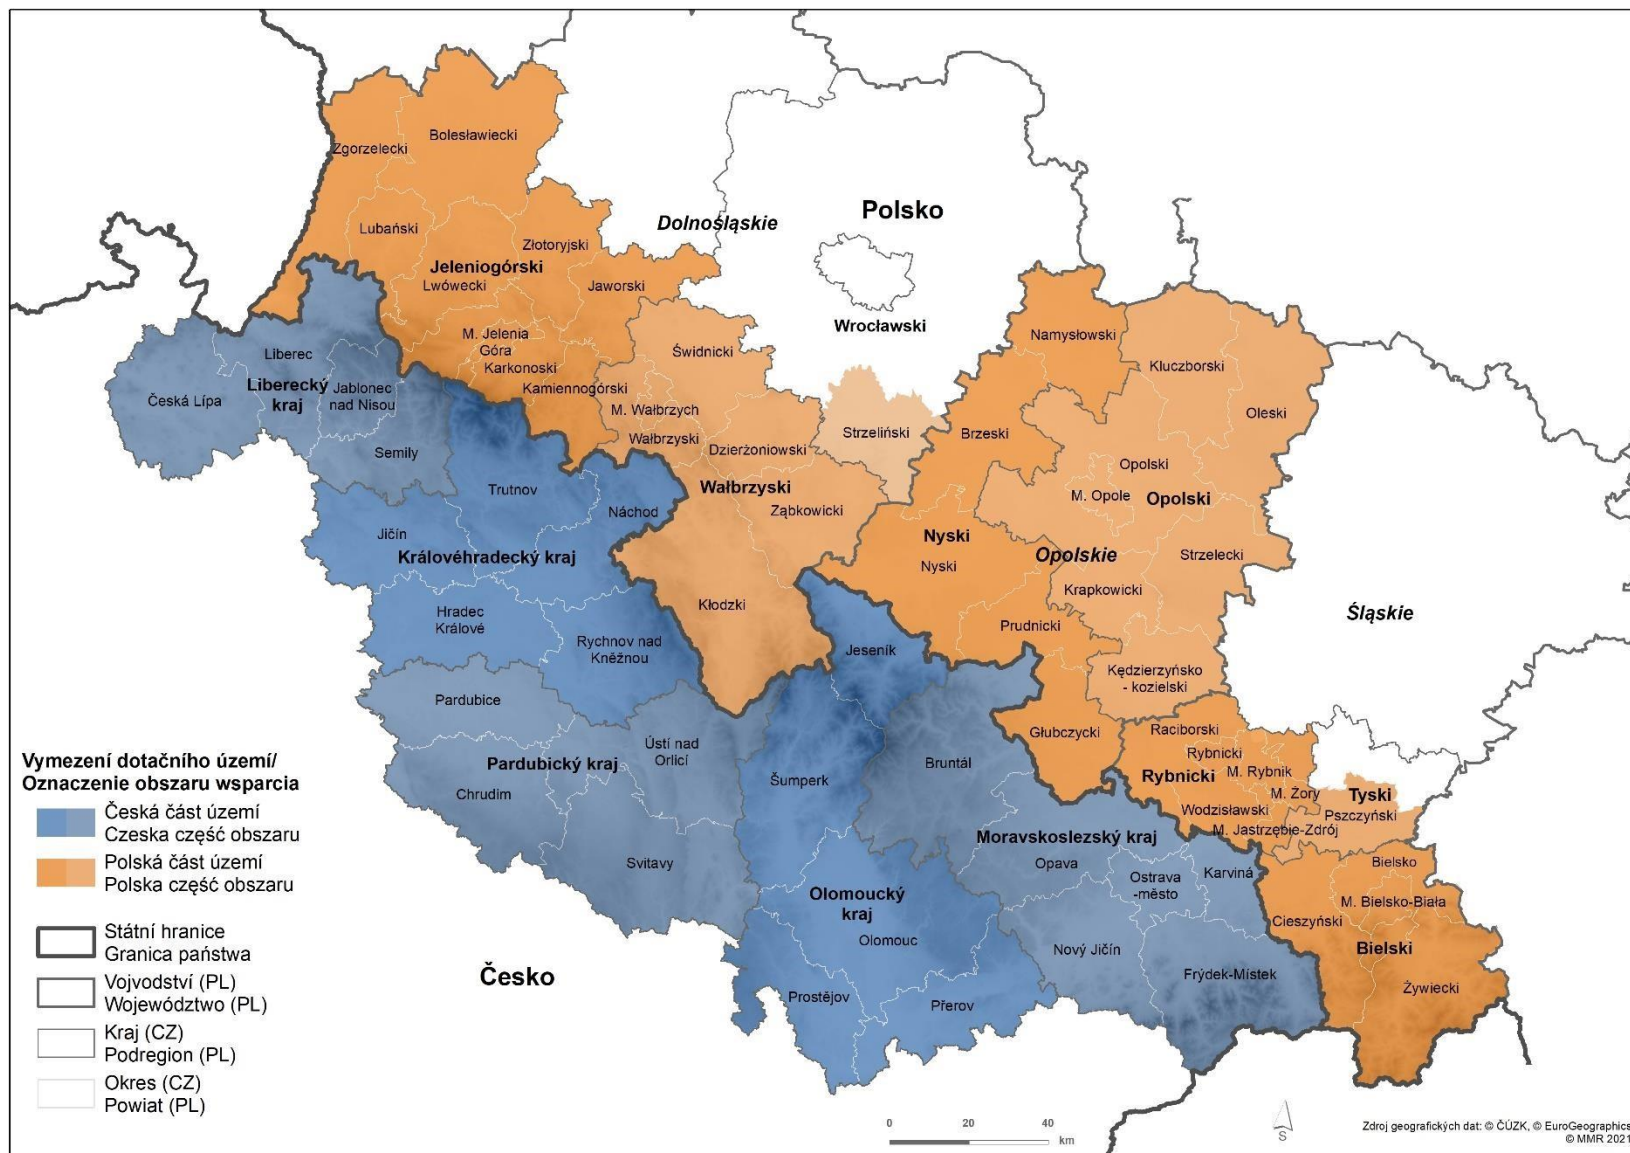 Bolesławiecki
Zgorzelecki
Polsko
Dolnośląskie
Lubański
Złotoryjski
Jeleniogórski
Lwówecki
Jaworski
Wrocławski
M. Jelenia
Góra
Karkonoski
Kamiennogórski
Świdnicki
Namysłowski
Kluczborski
Oleski
Liberec
Liberecký
kraj
Jablonec
nad Nisou
Česká Lípa
Semily
M. Wałbrzych
Wałbrzyski
Dzierżoniowski
Strzeliński
Brzeski
Opolski
M. Opole
Opolski
Wałbrzyski
Ząbkowicki
Trutnov
Náchod
Jičín
Královéhradecký kraj
Nyski
Nyski
Opolskie
Strzelecki
Krapkowicki
Kłodzki
Hradec
Králové
Rychnov nad
Kněžnou
Prudnicki
Śląskie
Jeseník
Kędzierzyńsko
- kozielski
Pardubice
Głubczycki
Raciborski
Rybnicki
Rybnicki
M. Rybnik
M. Żory
Wodzisławski
M. Jastrzębie-Zdrój
Tyski
Pszczyński
Ústí nad
Orlicí
Pardubický kraj
Chrudim
Šumperk
Bruntál
Svitavy
Moravskoslezský kraj
Opava
Ostrava
-město
Karviná
Bielsko
M. Bielsko-Biała
Cieszyński
Bielski
Żywiecki
Olomoucký
kraj
Olomouc
Nový Jičín
Frýdek-Místek
Prostějov
Přerov
Česko
Vymezení dotačního území/
Oznaczenie obszaru wsparcia
Česká část území
Czeska część obszaru
Polská část území
Polska część obszaru
Státní hranice
Granica państwa
Vojvodství (PL)
Województwo (PL)
Kraj (CZ)
Podregion (PL)
Okres (CZ)
Powiat (PL)
0 20 40
km
S
Zdroj geografických dat: © ČÚZK, © EuroGeographics
© MMR 2021